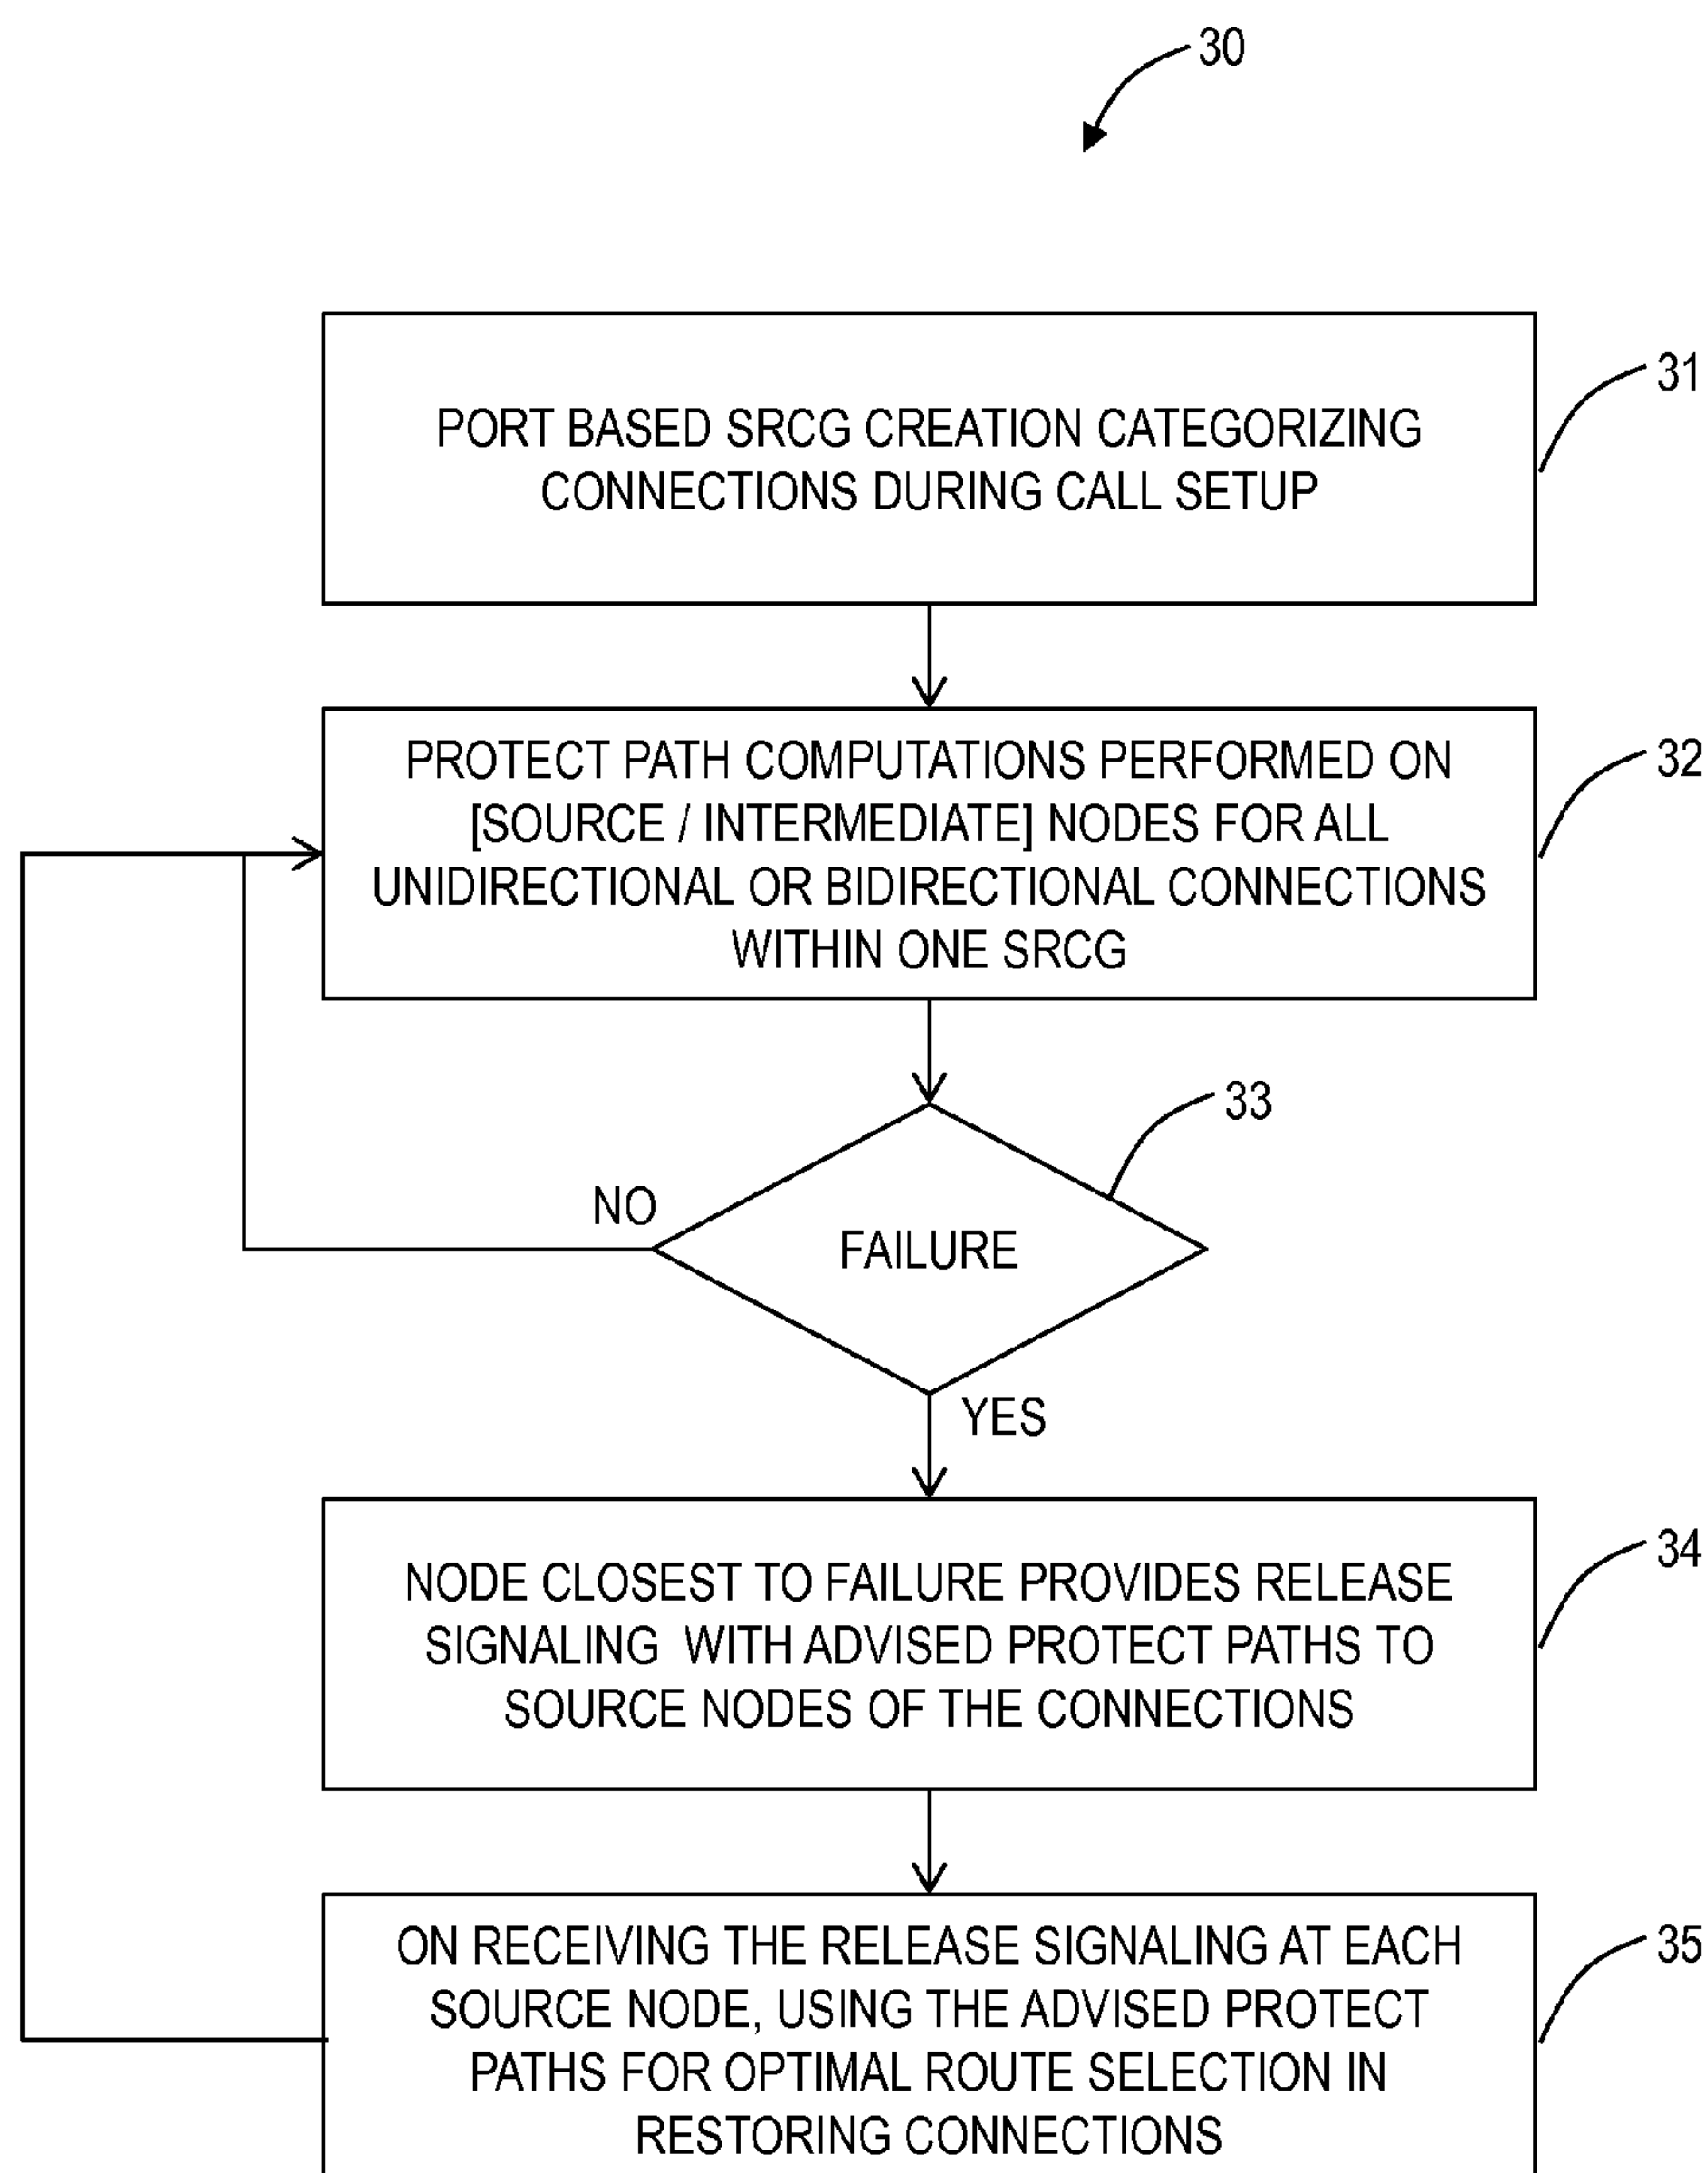 30
PORT BASED SRCG CREATION CATEGORIZING
CONNECTIONS DURING CALL SETUP
31
PROTECT PATH COMPUTATIONS PERFORMED ON
[SOURCE / INTERMEDIATE] NODES FOR ALL
UNIDIRECTIONAL OR BIDIRECTIONAL CONNECTIONS
WITHIN ONE SRCG
32
33
NO
FAILURE
YES
NODE CLOSEST TO FAILURE PROVIDES RELEASE
SIGNALING WITH ADVISED PROTECT PATHS TO
SOURCE NODES OF THE CONNECTIONS
34
ON RECEIVING THE RELEASE SIGNALING AT EACH
SOURCE NODE, USING THE ADVISED PROTECT
PATHS FOR OPTIMAL ROUTE SELECTION IN
RESTORING CONNECTIONS
35